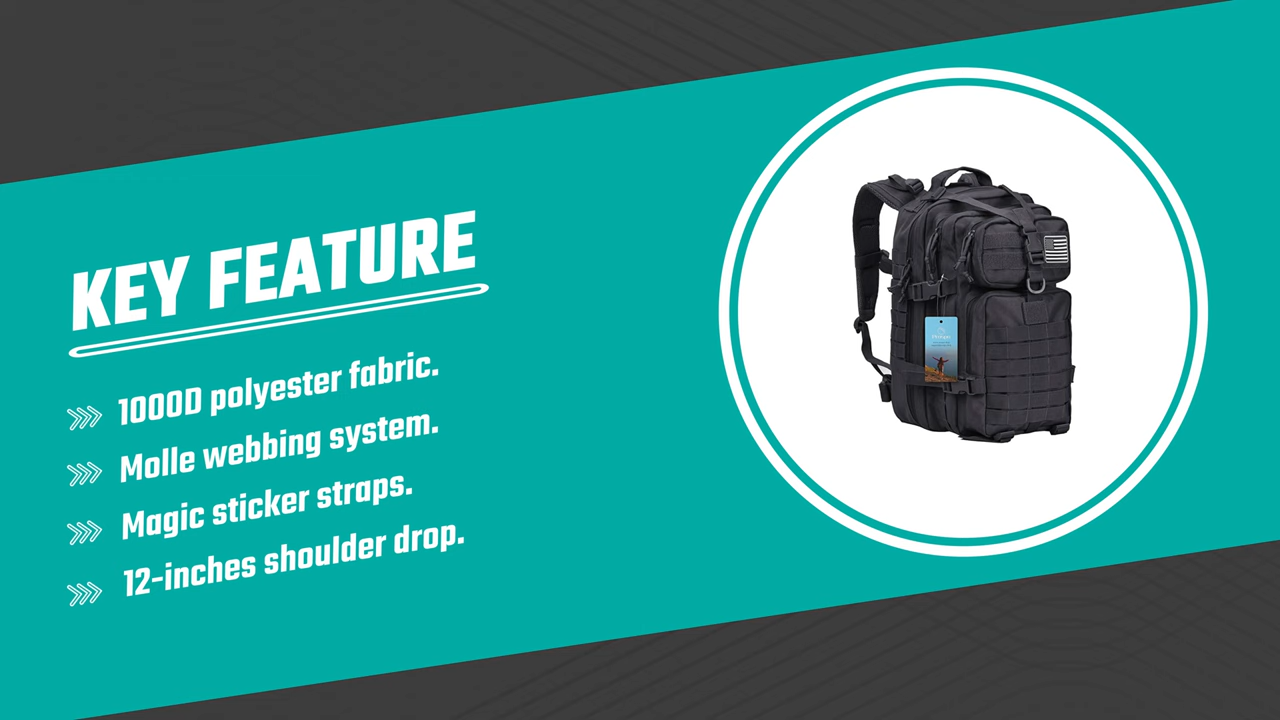 KEY FEATURE
1000D polyester fabric.
Molle webbing system.
Magic sticker straps.
12-inches shoulder drop.